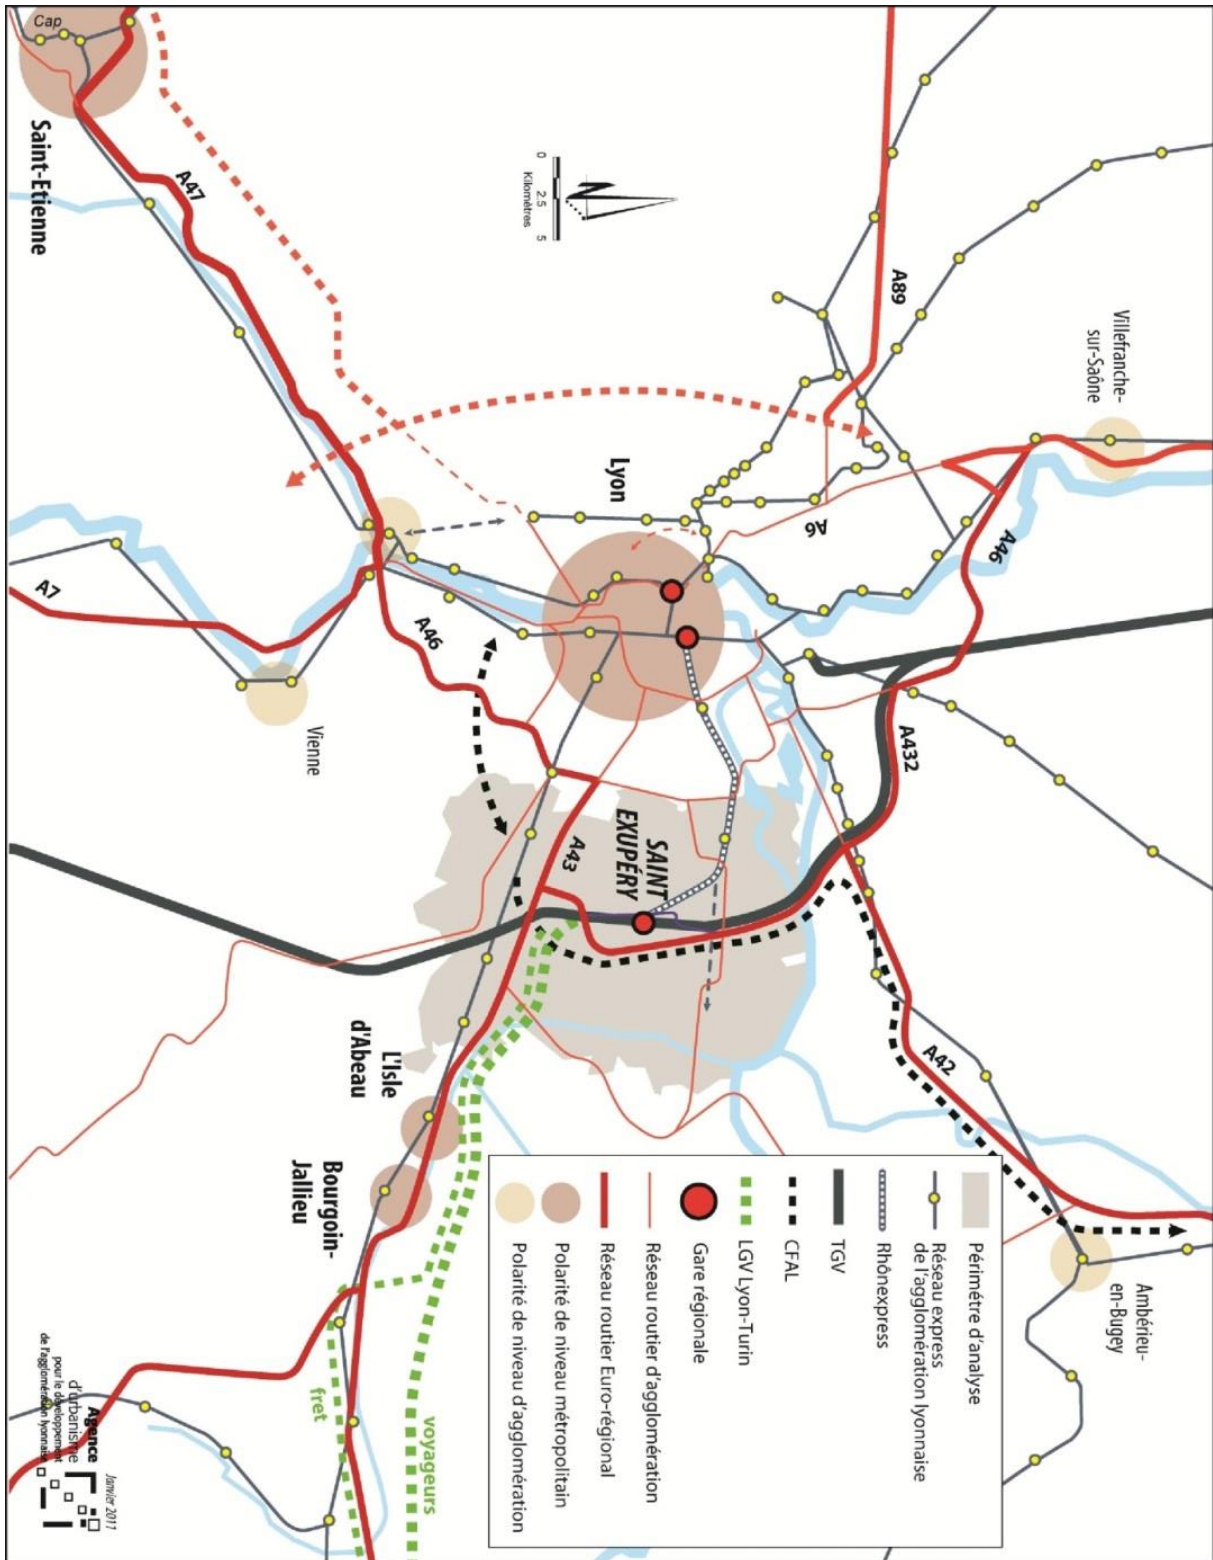 Villefranche-
sur-Saône
A89
A46
A6
A432
A42
Ambérieu-
en-Bugey
Lyon
SAINT
EXUPÉRY
A43
A46
A47
A7
Cap
Saint-Etienne
Vienne
L'Isle
d'Abeau
Bourgoin-
Jallieu
N
0 2.5 5
Kilomètres
Périmétre d'analyse
Réseau express
de l'agglomération lyonnaise
Rhônexpress
TGV
CFAL
LGV Lyon-Turin
Gare régionale
Réseau routier d'agglomération
Réseau routier Euro-régional
Polarité de niveau métropolitain
Polarité de niveau d'agglomération
voyageurs
fret
Janvier 2011
Agence
d'urbanisme
pour le développement
de l'agglomération lyonnaise